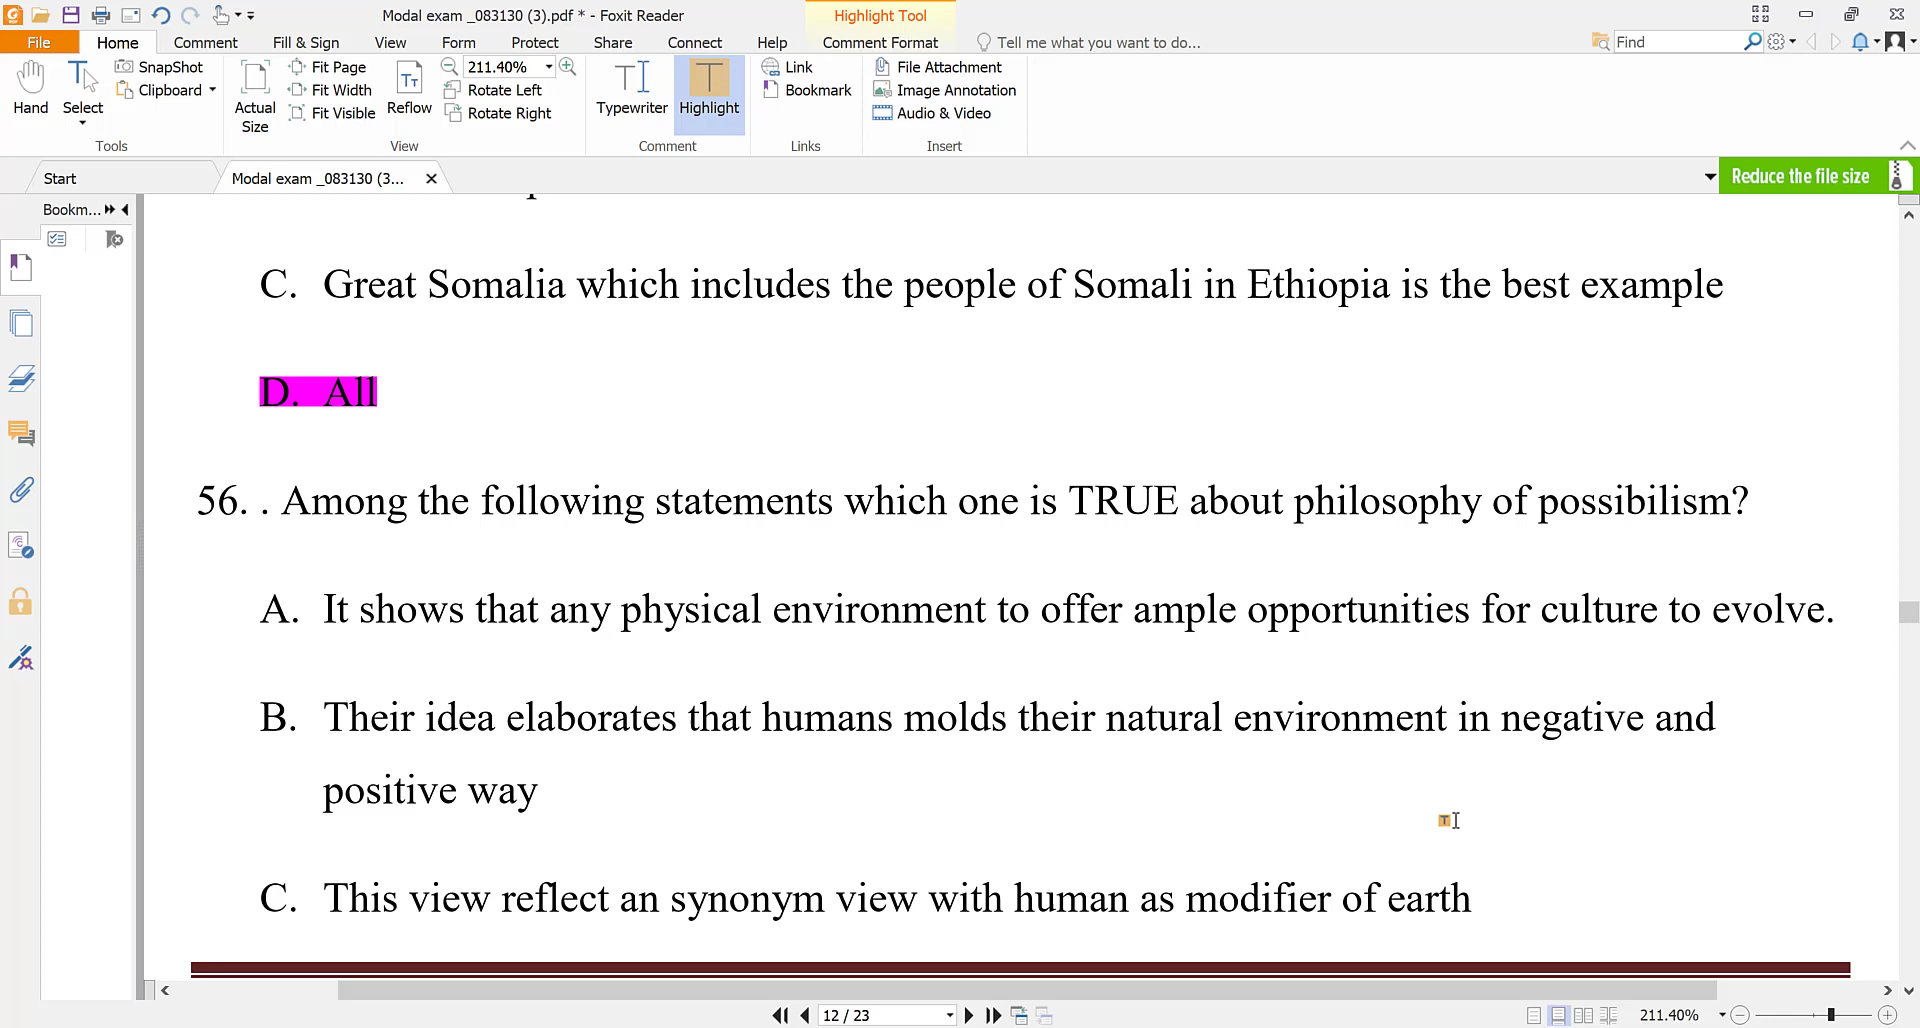 Modal exam _083130 (3).pdf * - Foxit Reader
Highlight Tool
File Home Comment Fill & Sign View Form Protect Share Connect Help Comment Format Tell me what you want to do... Find
Hand
Select
SnapShot
Clipboard
Tools
Actual
Size
Fit Page
Fit Width
Fit Visible
Reflow
211.40%
Rotate Left
Rotate Right
View
Typewriter
Highlight
Comment
Link
Bookmark
Links
File Attachment
Image Annotation
Audio & Video
Insert
Start
Modal exam _083130 (3...
Reduce the file size
Bookm...
C. Great Somalia which includes the people of Somali in Ethiopia is the best example
D. All
56. . Among the following statements which one is TRUE about philosophy of possibilism?
A. It shows that any physical environment to offer ample opportunities for culture to evolve.
B. Their idea elaborates that humans molds their natural environment in negative and
positive way
C. This view reflect an synonym view with human as modifier of earth
12 / 23
211.40%